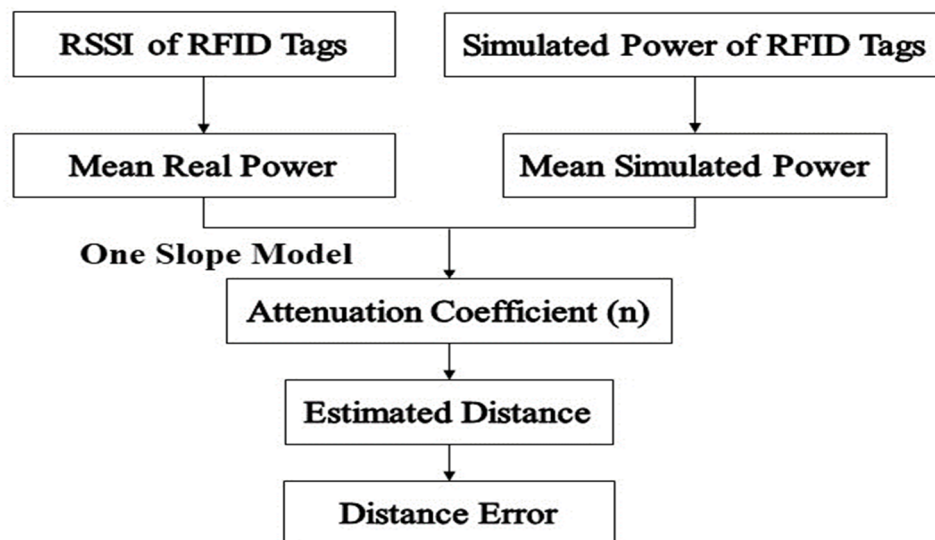 RSSI of RFID Tags
Simulated Power of RFID Tags
Mean Real Power
Mean Simulated Power
One Slope Model
Attenuation Coefficient (n)
Estimated Distance
Distance Error